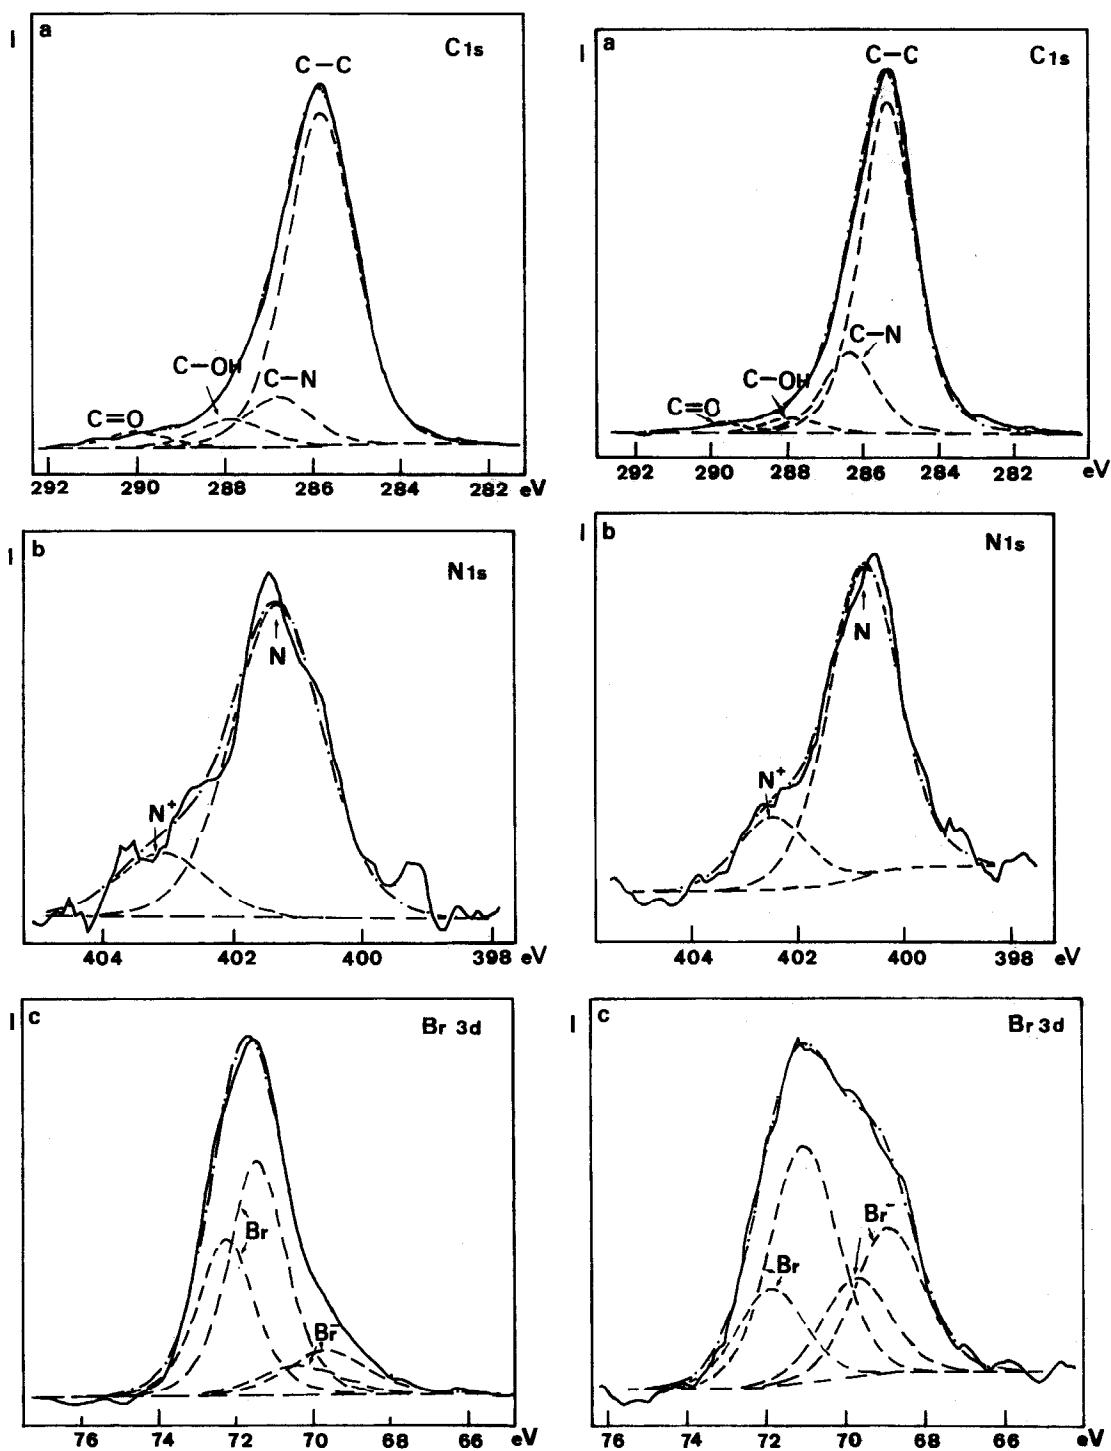 I a C1s
C-C
C-OH
C-N
C=O
292 290 288 286 284 282 eV
I a C1s
C-C
C-N
C-OH
C=O
292 290 288 286 284 282 eV
I b N1s
N
N+
404 402 400 398 eV
I b N1s
N
N+
404 402 400 398 eV
I c Br 3d
Br
Br-
76 74 72 70 68 66 eV
I c Br 3d
Br-
Br
76 74 72 70 68 66 eV